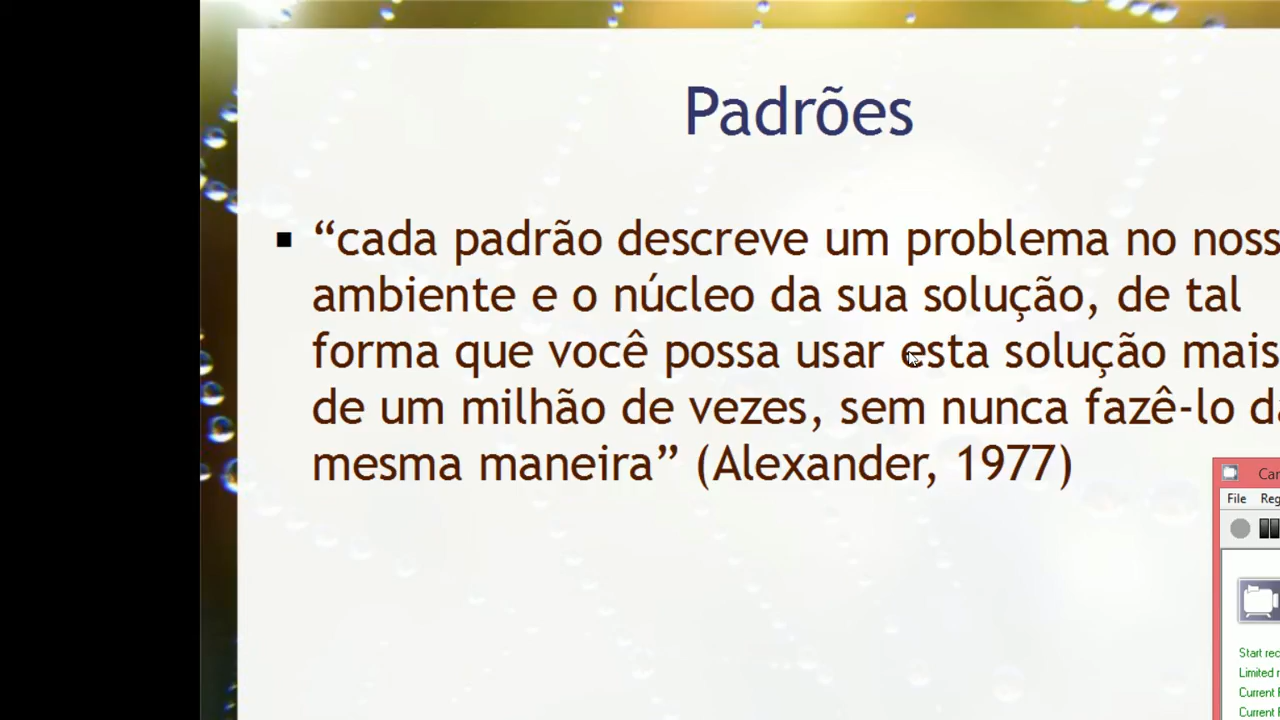 Padrões
“cada padrão descreve um problema no
ambiente e o núcleo da sua solução, de tal
forma que você possa usar esta solução mais
de um milhão de vezes, sem nunca fazê-lo
mesma maneira” (Alexander, 1977)
File
Start
Limited
Current
Current